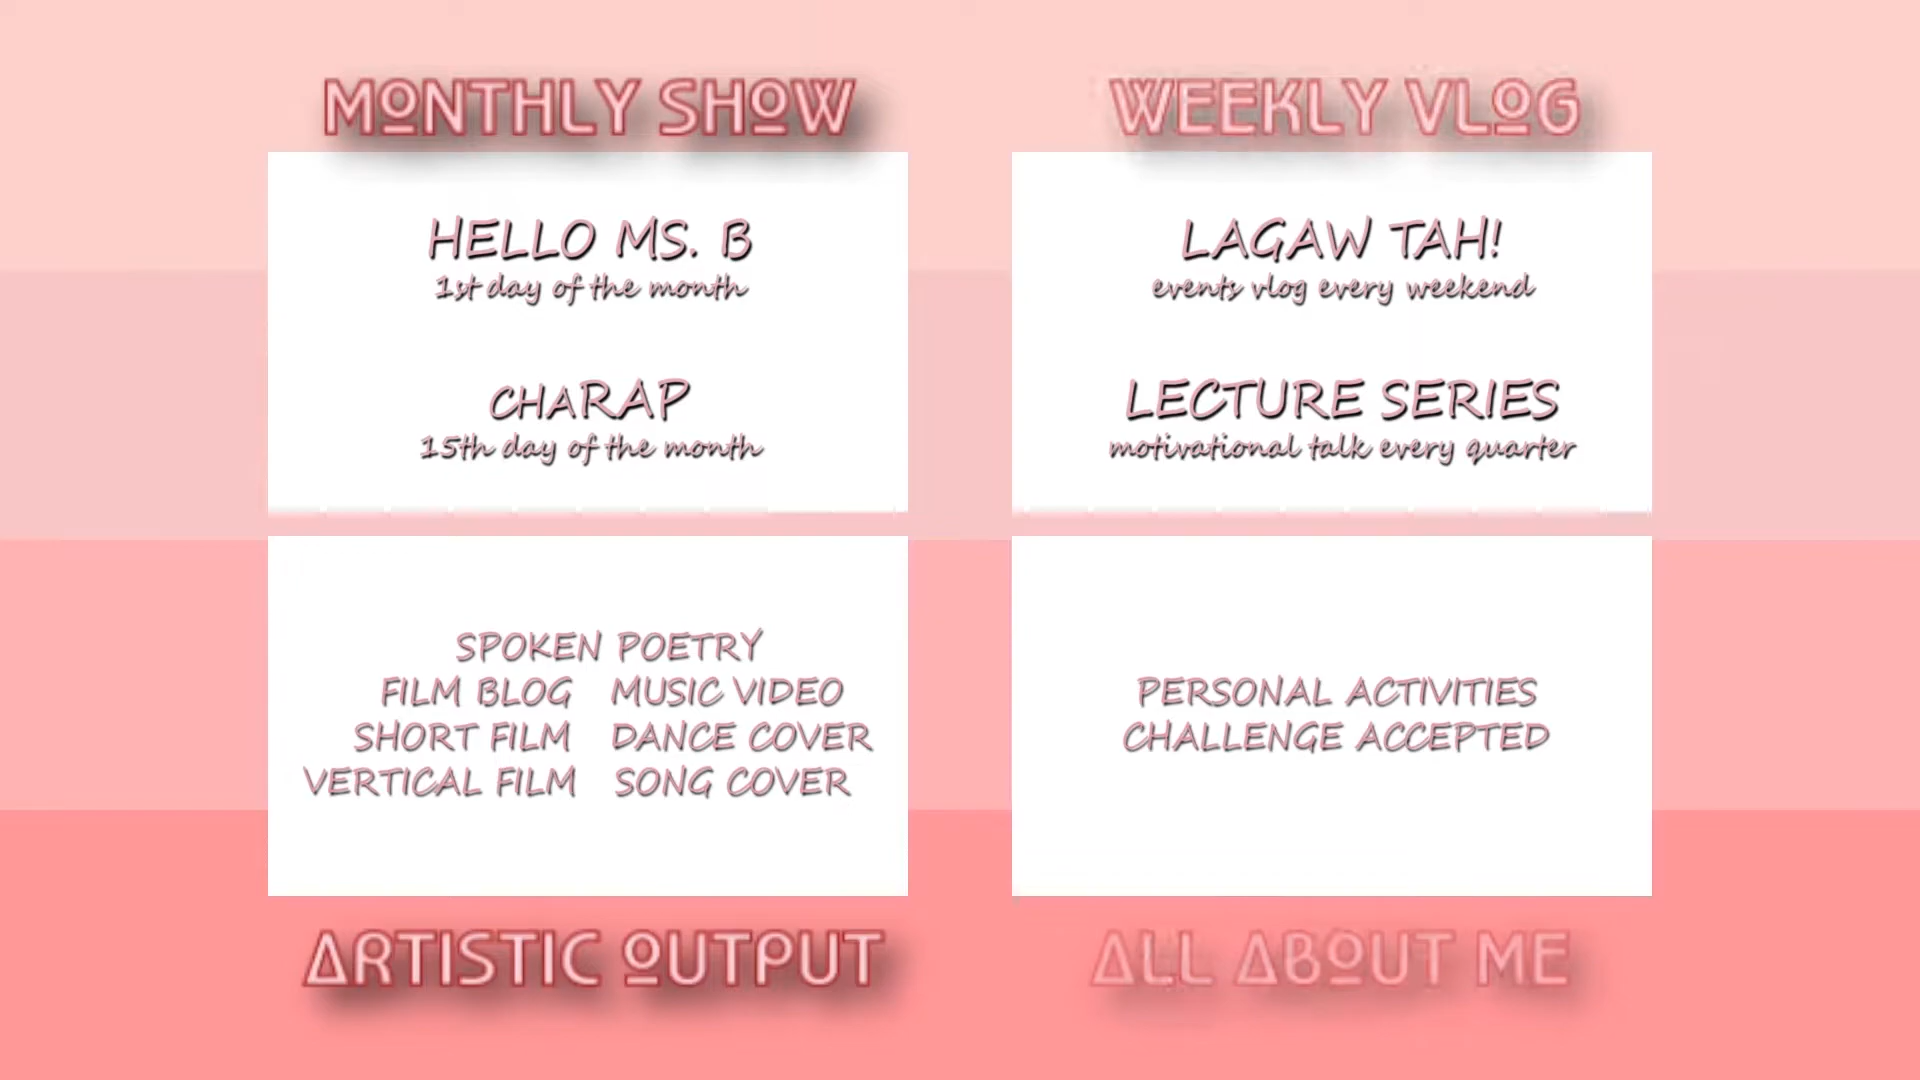 MONTHLY SHOW
HELLO MS. B
1st day of the month
CHARAP
15th day of the month
WEEKLY VLOG
LAGAW TAH!
events vlog every weekend
LECTURE SERIES
motivational talk every quarter
SPOKEN POETRY
FILM BLOG MUSIC VIDEO
SHORT FILM DANCE COVER
VERTICAL FILM SONG COVER
ARTISTIC OUTPUT
PERSONAL ACTIVITIES
CHALLENGE ACCEPTED
ALL ABOUT ME